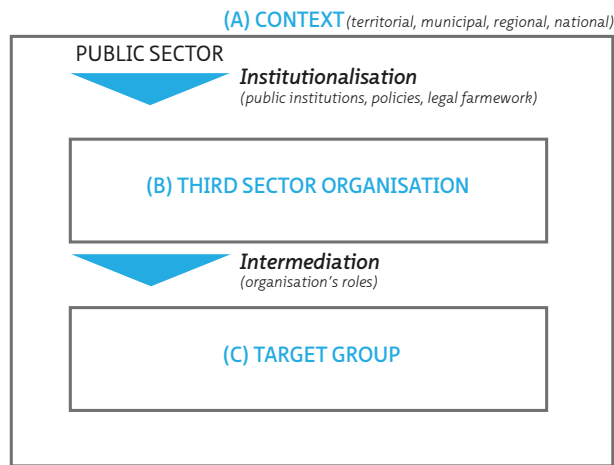 (A) CONTEXT (territorial, municipal, regional, national)
PUBLIC SECTOR
Institutionalisation
(public institutions, policies, legal farmework)
(B) THIRD SECTOR ORGANISATION
Intermediation
(organisation's roles)
(C) TARGET GROUP